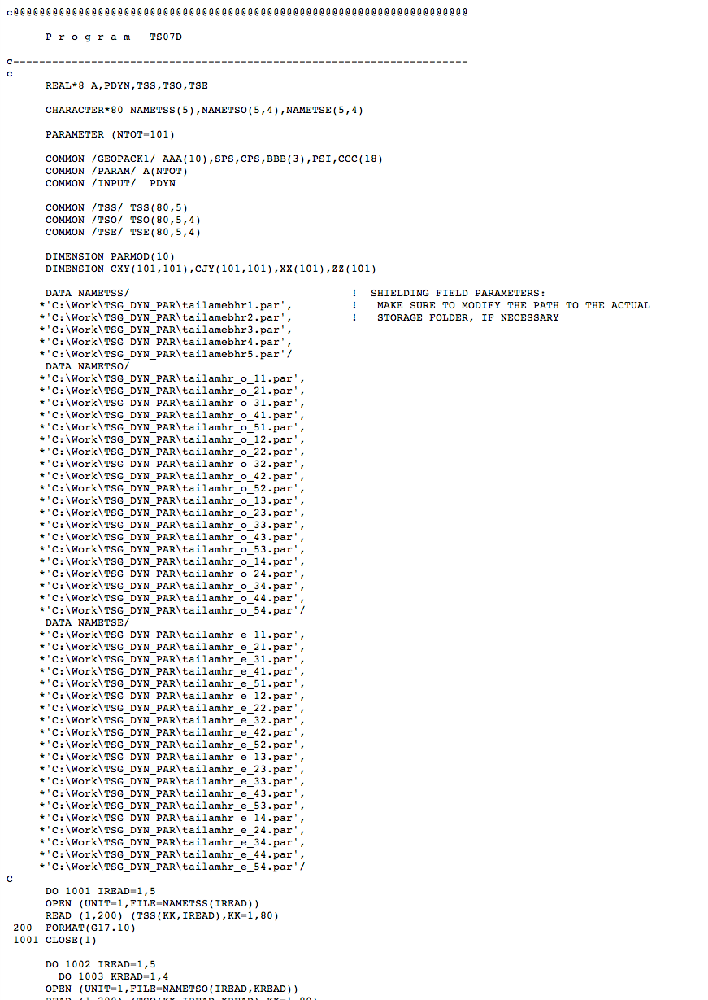 c@@@@@@@@@@@@@@@@@@@@@@@@@@@@@@@@@@@@@@@@@@@@@@@@@@@@@@@@@@@@@@@@@@@@@@
      P r o g r a m   TS07D
c----------------------------------------------------------------------
c
      REAL*8 A,PDYN,TSS,TSO,TSE
      CHARACTER*80 NAMETSS(5),NAMETSO(5,4),NAMETSE(5,4)
      PARAMETER (NTOT=101)
      COMMON /GEOPACK1/ AAA(10),SPS,CPS,BBB(3),PSI,CCC(18)
      COMMON /PARAM/ A(NTOT)
      COMMON /INPUT/  PDYN
      COMMON /TSS/ TSS(80,5)
      COMMON /TSO/ TSO(80,5,4)
      COMMON /TSE/ TSE(80,5,4)
      DIMENSION PARMOD(10)
      DIMENSION CXY(101,101),CJY(101,101),XX(101),ZZ(101)
      DATA NAMETSS/                                  !  SHIELDING FIELD PARAMETERS:
     *'C:\Work\TSG_DYN_PAR\tailamebhr1.par',         !   MAKE SURE TO MODIFY THE PATH TO THE ACTUAL
     *'C:\Work\TSG_DYN_PAR\tailamebhr2.par',         !   STORAGE FOLDER, IF NECESSARY
     *'C:\Work\TSG_DYN_PAR\tailamebhr3.par',
     *'C:\Work\TSG_DYN_PAR\tailamebhr4.par',
     *'C:\Work\TSG_DYN_PAR\tailamebhr5.par'/
      DATA NAMETSO/
     *'C:\Work\TSG_DYN_PAR\tailamhr_o_11.par',
     *'C:\Work\TSG_DYN_PAR\tailamhr_o_21.par',
     *'C:\Work\TSG_DYN_PAR\tailamhr_o_31.par',
     *'C:\Work\TSG_DYN_PAR\tailamhr_o_41.par',
     *'C:\Work\TSG_DYN_PAR\tailamhr_o_51.par',
     *'C:\Work\TSG_DYN_PAR\tailamhr_o_12.par',
     *'C:\Work\TSG_DYN_PAR\tailamhr_o_22.par',
     *'C:\Work\TSG_DYN_PAR\tailamhr_o_32.par',
     *'C:\Work\TSG_DYN_PAR\tailamhr_o_42.par',
     *'C:\Work\TSG_DYN_PAR\tailamhr_o_52.par',
     *'C:\Work\TSG_DYN_PAR\tailamhr_o_13.par',
     *'C:\Work\TSG_DYN_PAR\tailamhr_o_23.par',
     *'C:\Work\TSG_DYN_PAR\tailamhr_o_33.par',
     *'C:\Work\TSG_DYN_PAR\tailamhr_o_43.par',
     *'C:\Work\TSG_DYN_PAR\tailamhr_o_53.par',
     *'C:\Work\TSG_DYN_PAR\tailamhr_o_14.par',
     *'C:\Work\TSG_DYN_PAR\tailamhr_o_24.par',
     *'C:\Work\TSG_DYN_PAR\tailamhr_o_34.par',
     *'C:\Work\TSG_DYN_PAR\tailamhr_o_44.par',
     *'C:\Work\TSG_DYN_PAR\tailamhr_o_54.par'/
      DATA NAMETSE/
     *'C:\Work\TSG_DYN_PAR\tailamhr_e_11.par',
     *'C:\Work\TSG_DYN_PAR\tailamhr_e_21.par',
     *'C:\Work\TSG_DYN_PAR\tailamhr_e_31.par',
     *'C:\Work\TSG_DYN_PAR\tailamhr_e_41.par',
     *'C:\Work\TSG_DYN_PAR\tailamhr_e_51.par',
     *'C:\Work\TSG_DYN_PAR\tailamhr_e_12.par',
     *'C:\Work\TSG_DYN_PAR\tailamhr_e_22.par',
     *'C:\Work\TSG_DYN_PAR\tailamhr_e_32.par',
     *'C:\Work\TSG_DYN_PAR\tailamhr_e_42.par',
     *'C:\Work\TSG_DYN_PAR\tailamhr_e_52.par',
     *'C:\Work\TSG_DYN_PAR\tailamhr_e_13.par',
     *'C:\Work\TSG_DYN_PAR\tailamhr_e_23.par',
     *'C:\Work\TSG_DYN_PAR\tailamhr_e_33.par',
     *'C:\Work\TSG_DYN_PAR\tailamhr_e_43.par',
     *'C:\Work\TSG_DYN_PAR\tailamhr_e_53.par',
     *'C:\Work\TSG_DYN_PAR\tailamhr_e_14.par',
     *'C:\Work\TSG_DYN_PAR\tailamhr_e_24.par',
     *'C:\Work\TSG_DYN_PAR\tailamhr_e_34.par',
     *'C:\Work\TSG_DYN_PAR\tailamhr_e_44.par',
     *'C:\Work\TSG_DYN_PAR\tailamhr_e_54.par'/
C
      DO 1001 IREAD=1,5
      OPEN (UNIT=1,FILE=NAMETSS(IREAD))
      READ (1,200) (TSS(KK,IREAD),KK=1,80)
 200  FORMAT(G17.10)
 1001 CLOSE(1)
      DO 1002 IREAD=1,5
        DO 1003 KREAD=1,4
      OPEN (UNIT=1,FILE=NAMETSO(IREAD,KREAD))